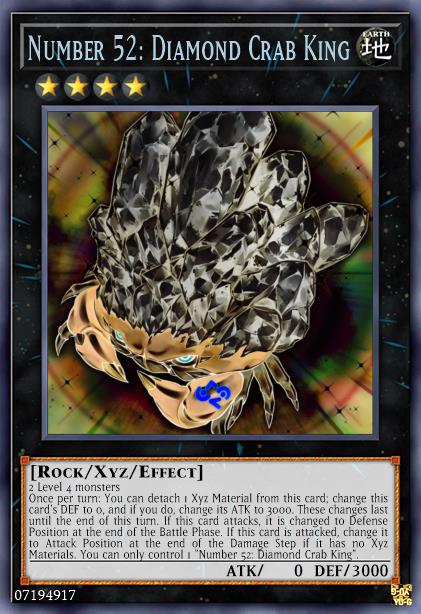 Number 52: Diamond Crab King
EARTH
地
52
[Rock/Xyz/Effect]
2 Level 4 monsters
Once per turn: You can detach 1 Xyz Material from this card; change this
card's DEF to 0, and if you do, change its ATK to 3000. These changes last
until the end of this turn. If this card attacks, it is changed to Defense
Position at the end of the Battle Phase. If this card is attacked, change it
to Attack Position at the end of the Damage Step if it has no Xyz
Materials. You can only control 1 "Number 52: Diamond Crab King".
ATK/ 0 DEF/3000
07194917